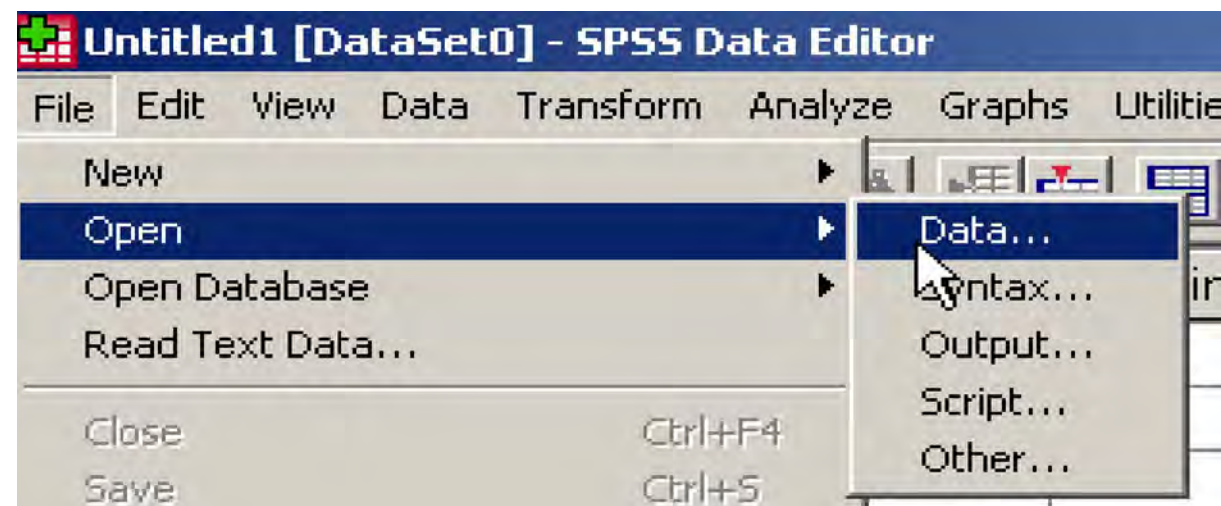 Untitled1 [DataSet0] - SPSS Data Editor
File Edit View Data Transform Analyze Graphs
New
Open
Open Database
Read Text Data...
Close Ctrl+F4
Save Ctrl+S
Data...
Syntax...
Output...
Script...
Other...